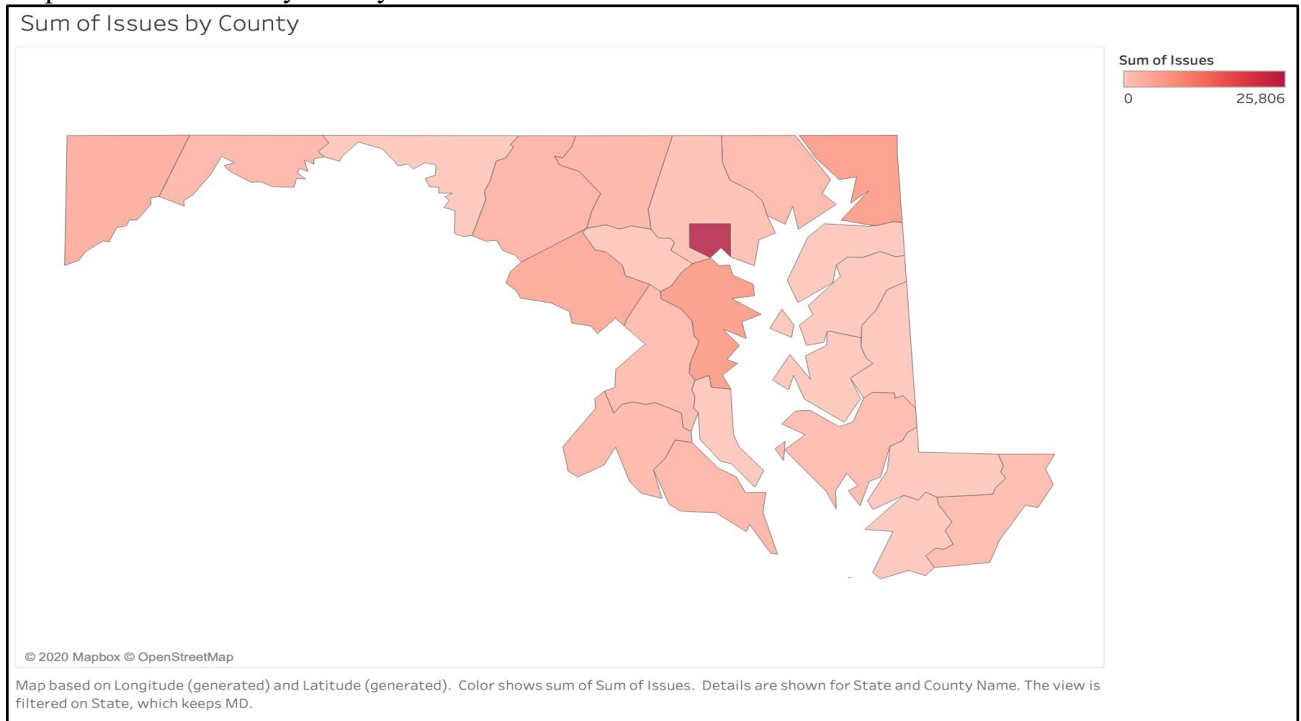 Sum of Issues by County
Sum of Issues
0 25,806
© 2020 Mapbox © OpenStreetMap
Map based on Longitude (generated) and Latitude (generated). Color shows sum of Sum of Issues. Details are shown for State and County Name. The view is
filtered on State, which keeps MD.